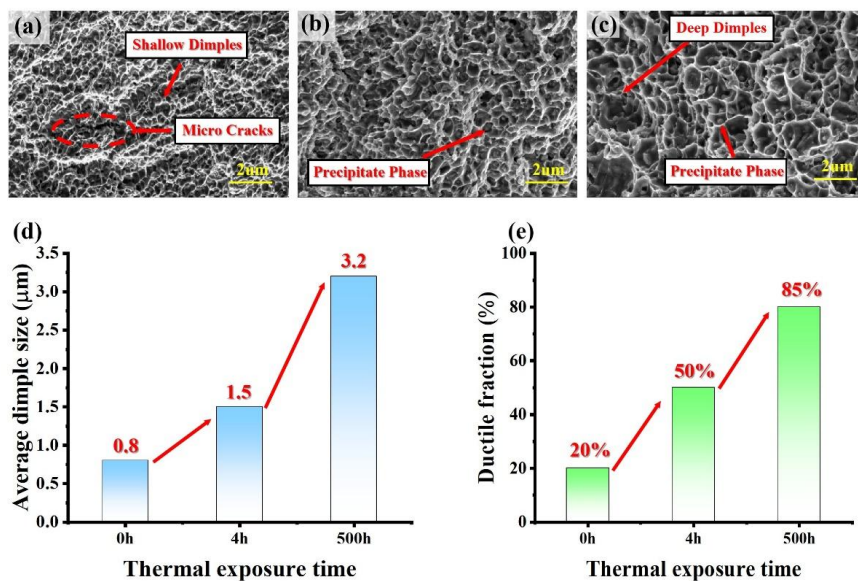 (a)
Shallow Dimples
Micro Cracks
2um
(b)
Precipitate Phase
2um
(c)
Deep Dimples
Precipitate Phase
2um
(d)
Average dimple size (μm)
3.5
3.0
2.5
2.0
1.5
1.0
0.5
0.0
0.8
1.5
3.2
0h
4h
500h
Thermal exposure time
(e)
Ductile fraction (%)
100
80
60
40
20
0
20%
50%
85%
0h
4h
500h
Thermal exposure time